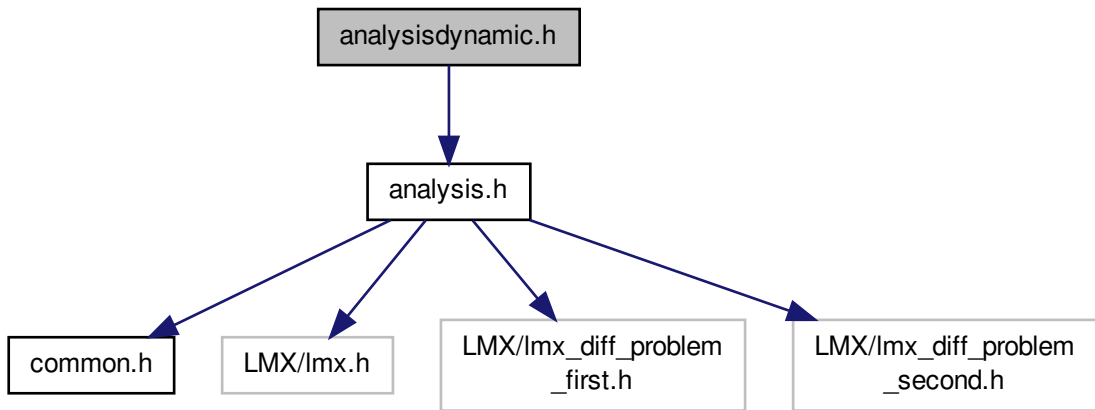 analysisdynamic.h
analysis.h
common.h
LMX/lmx.h
LMX/lmx_diff_problem
_first.h
LMX/lmx_diff_problem
_second.h